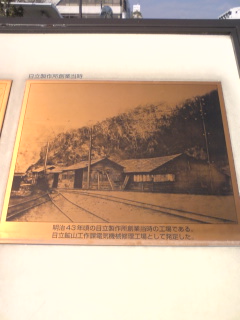 日立製作所創業当時
明治43年頃の日立製作所創業当時の工場である。
日立鉱山工作課電気機械修理工場として発足した。